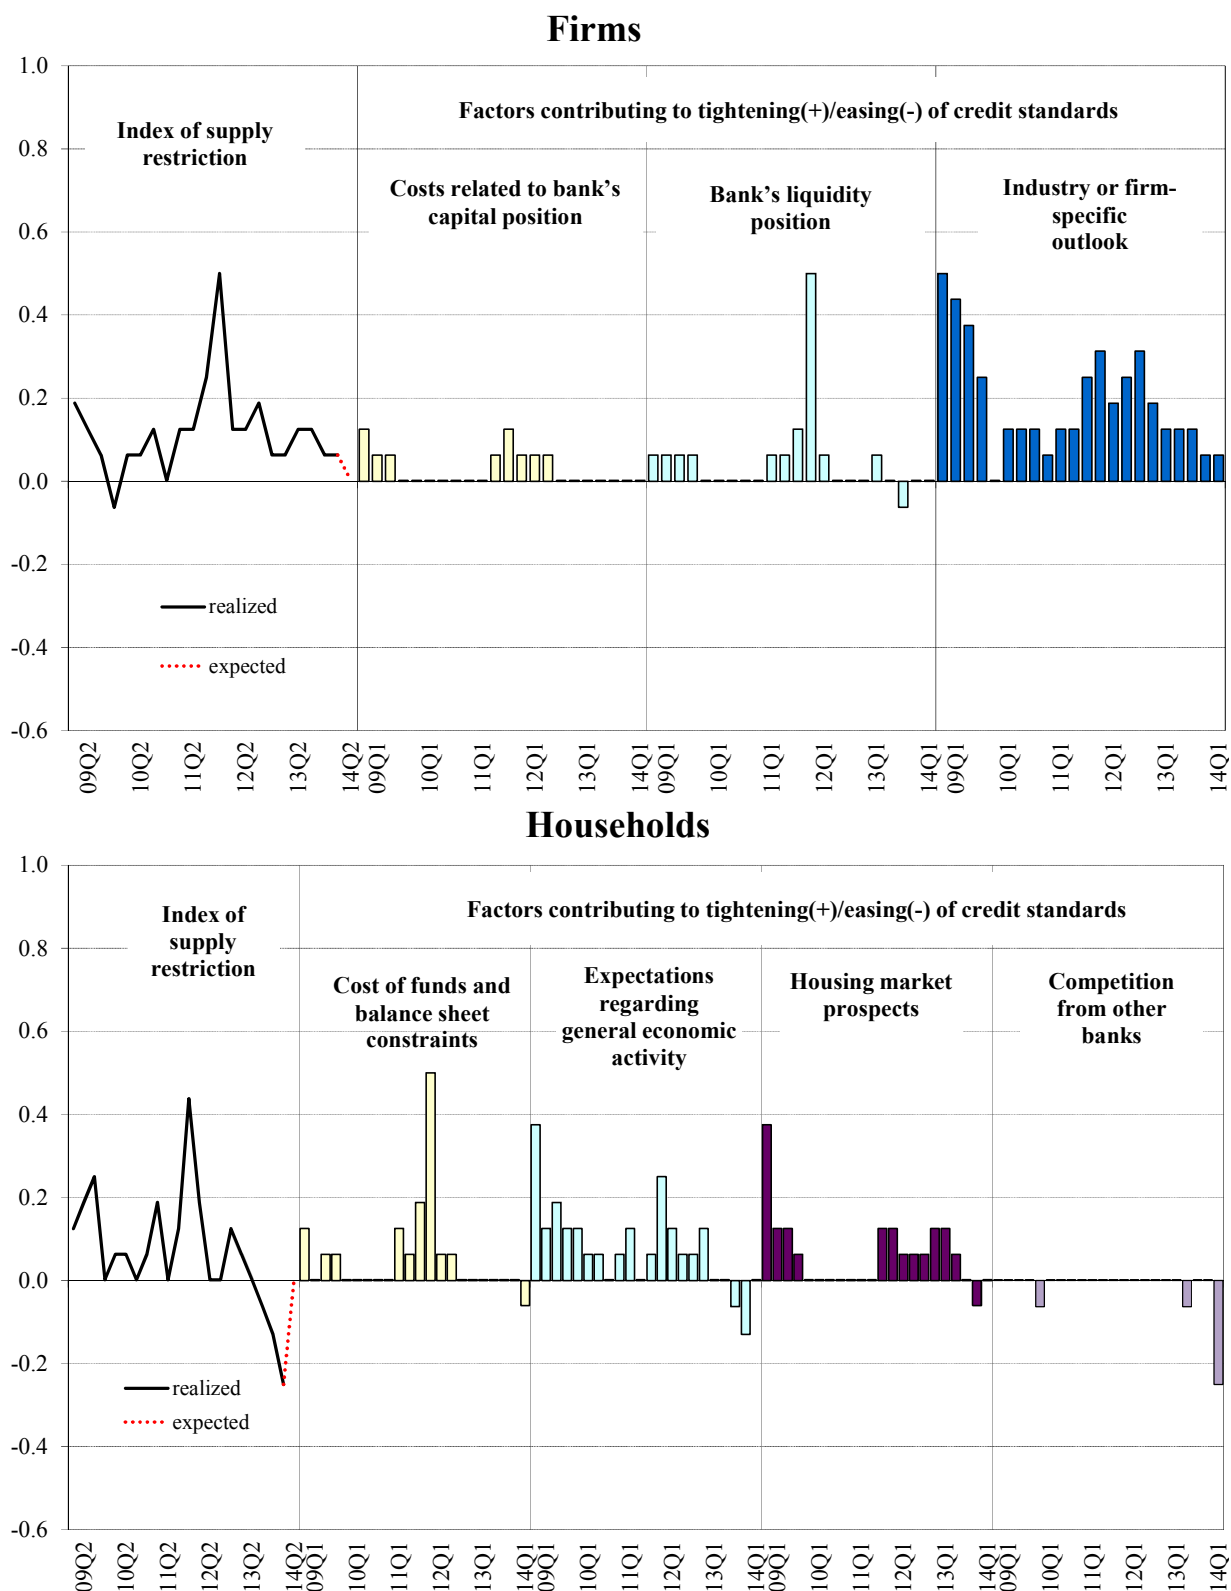 Firms
1.0
Factors contributing to tightening(+)/easing(-) of credit standards
Index of supply
restriction
0.8
Costs related to bank’s
capital position
Bank’s liquidity
position
Industry or firm-
specific
outlook
0.6
0.4
0.2
0.0
-0.2
realized
-0.4
expected
-0.6
09Q2 10Q2 11Q2 12Q2 13Q2 14Q2 09Q1 10Q1 11Q1 12Q1 13Q1 14Q1 09Q1 10Q1 11Q1 12Q1 13Q1 14Q1 09Q1 10Q1 11Q1 12Q1 13Q1 14Q1
Households
1.0
Factors contributing to tightening(+)/easing(-) of credit standards
Index of
supply
restriction
0.8
Cost of funds and
balance sheet
constraints
Expectations
regarding
general economic
activity
Housing market
prospects
Competition
from other
banks
0.6
0.4
0.2
0.0
-0.2
realized
expected
-0.4
-0.6
09Q2 10Q2 11Q2 12Q2 13Q2 14Q2 09Q1 10Q1 11Q1 12Q1 13Q1 14Q1 09Q1 10Q1 11Q1 12Q1 13Q1 14Q1 09Q1 10Q1 11Q1 12Q1 13Q1 14Q1 09Q1 10Q1 11Q1 12Q1 13Q1 14Q1